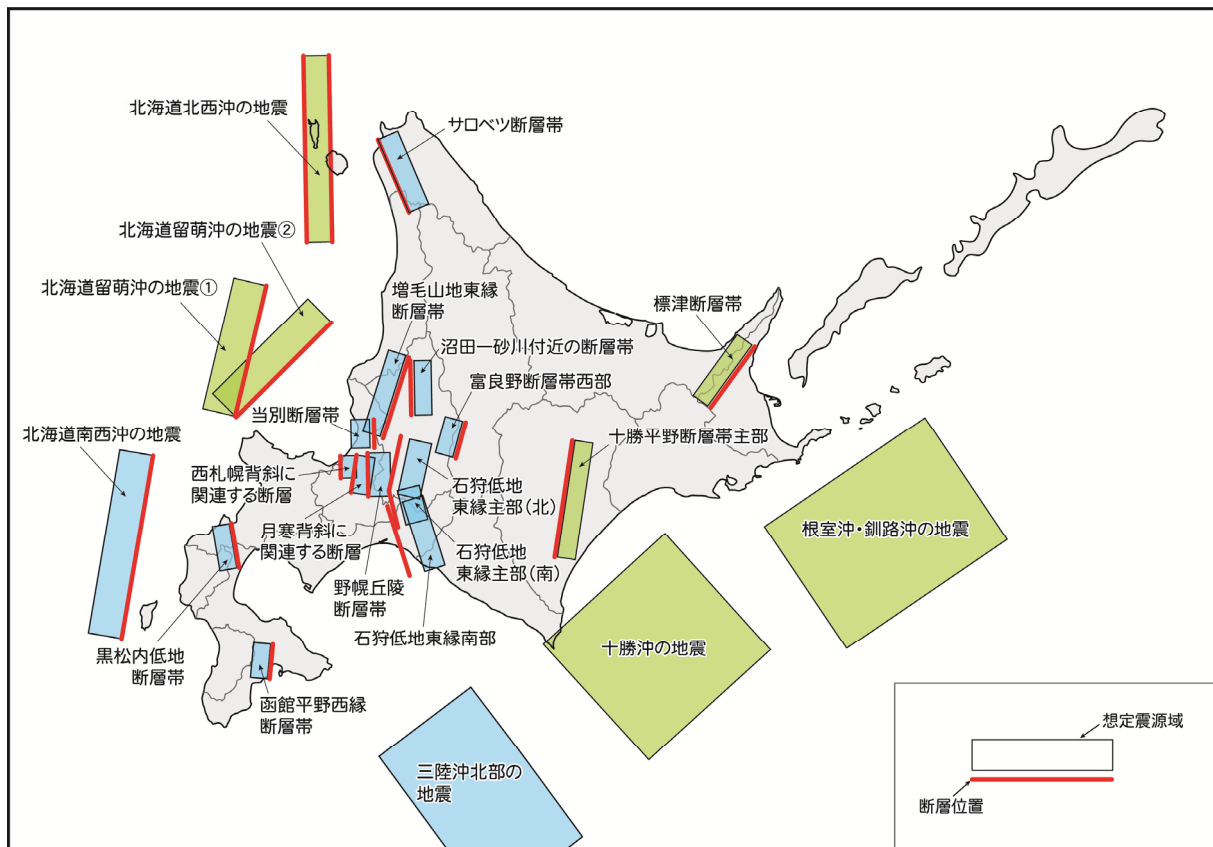 北海道北西沖の地震
サロベツ断層帯
北海道留萌沖の地震②
北海道留萌沖の地震①
増毛山地東縁
断層帯
標津断層帯
沼田ー砂川付近の断層帯
富良野断層帯西部
当別断層帯
北海道南西沖の地震
十勝平野断層帯主部
西札幌背斜に
関連する断層
石狩低地
東縁主部(北)
月寒背斜に
関連する断層
石狩低地
東縁主部(南)
根室沖・釧路沖の地震
野幌丘陵
断層帯
石狩低地東縁南部
十勝沖の地震
黒松内低地
断層帯
函館平野西縁
断層帯
三陸沖北部の
地震
想定震源域
断層位置